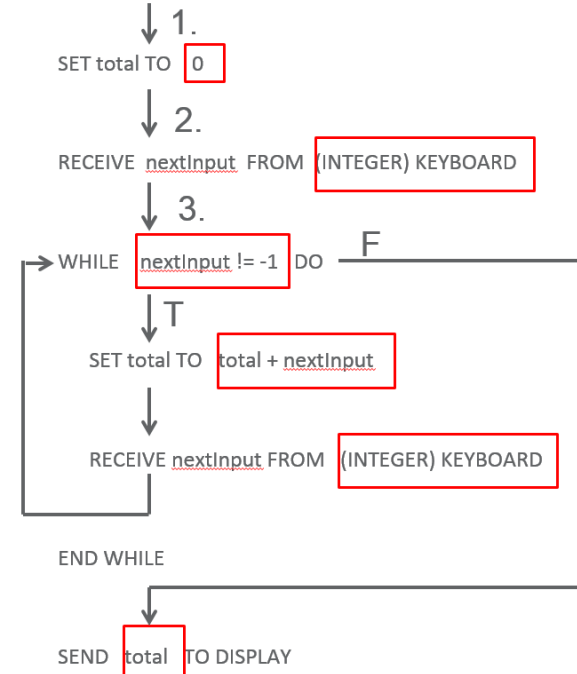 1.
SET total TO 0
2.
RECEIVE nextInput FROM (INTEGER) KEYBOARD
3.
WHILE nextInput != -1 DO F
T
SET total TO total + nextInput
RECEIVE nextInput FROM (INTEGER) KEYBOARD
END WHILE
SEND total TO DISPLAY